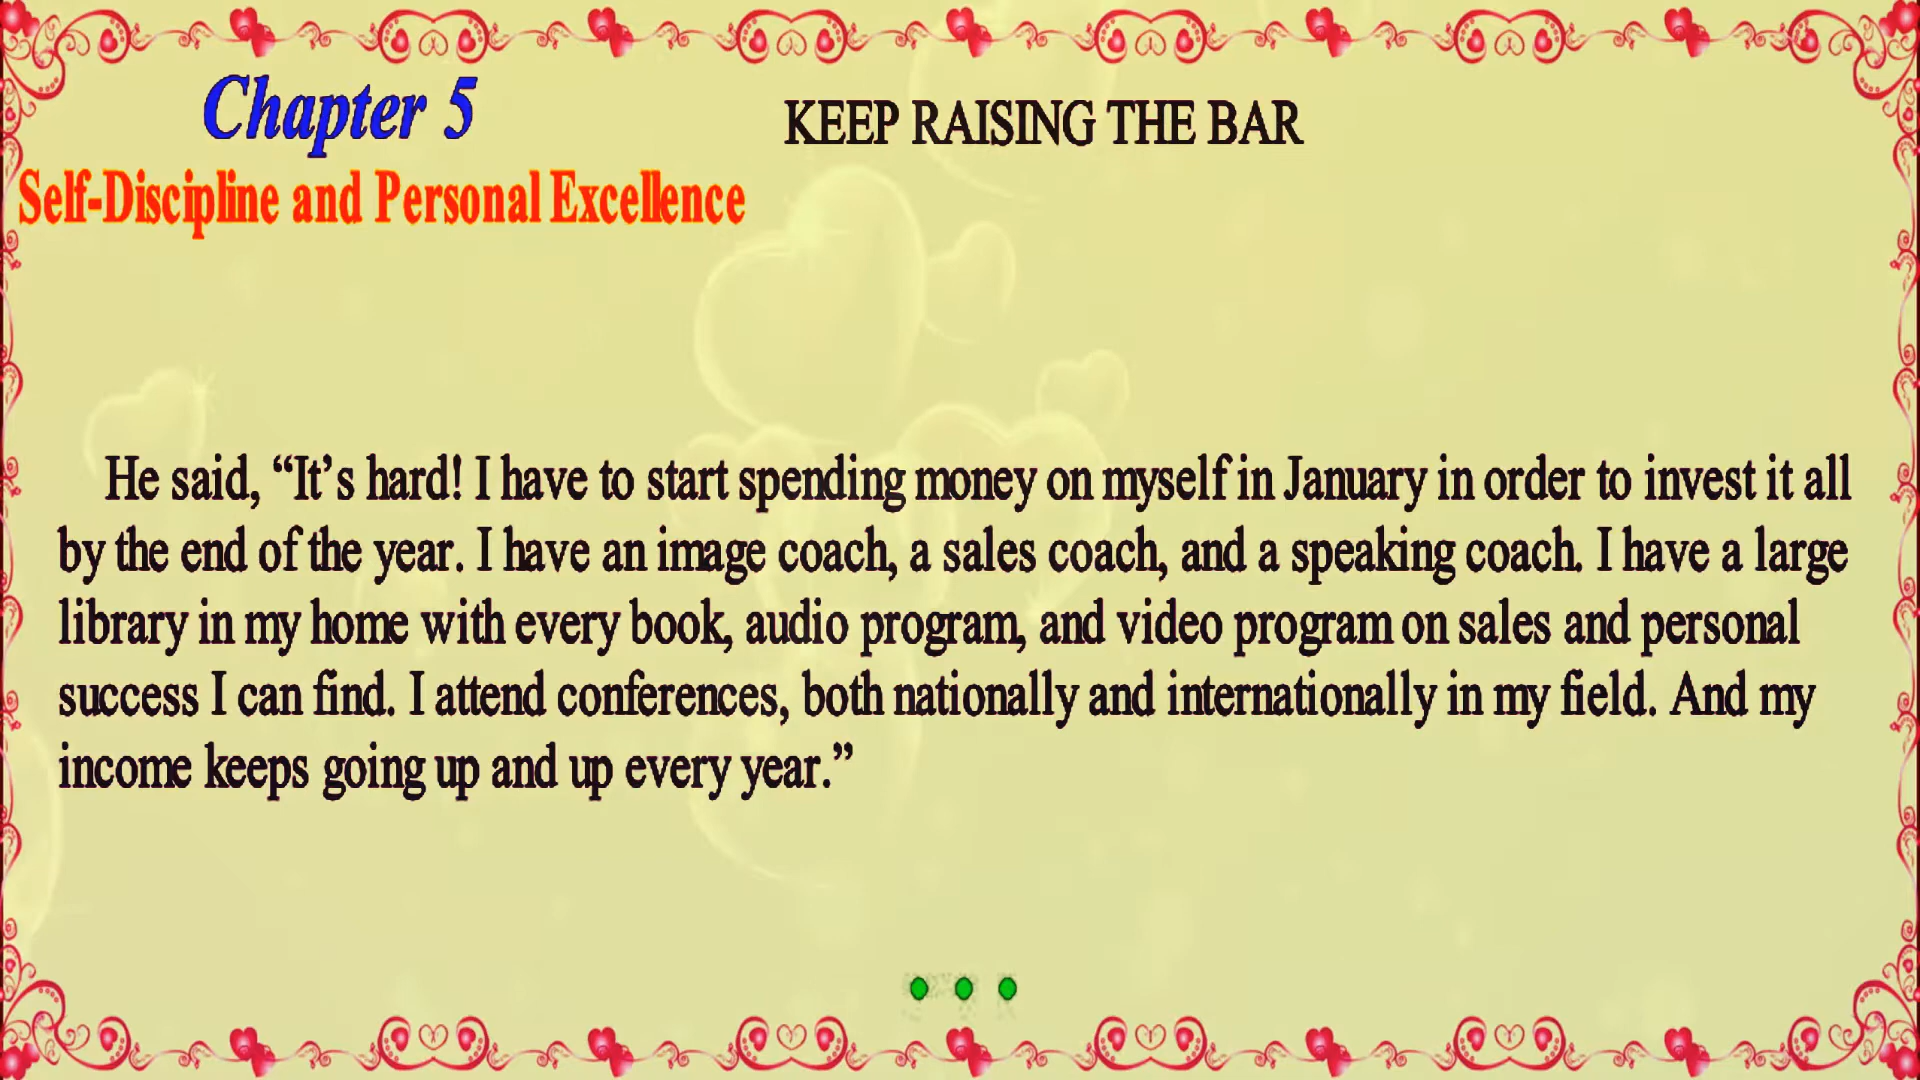 Chapter 5
KEEP RAISING THE BAR
Self-Discipline and Personal Excellence
He said, “It’s hard! I have to start spending money on myself in January in order to invest it all
by the end of the year. I have an image coach, a sales coach, and a speaking coach. I have a large
library in my home with every book, audio program, and video program on sales and personal
success I can find. I attend conferences, both nationally and internationally in my field. And my
income keeps going up and up every year.”